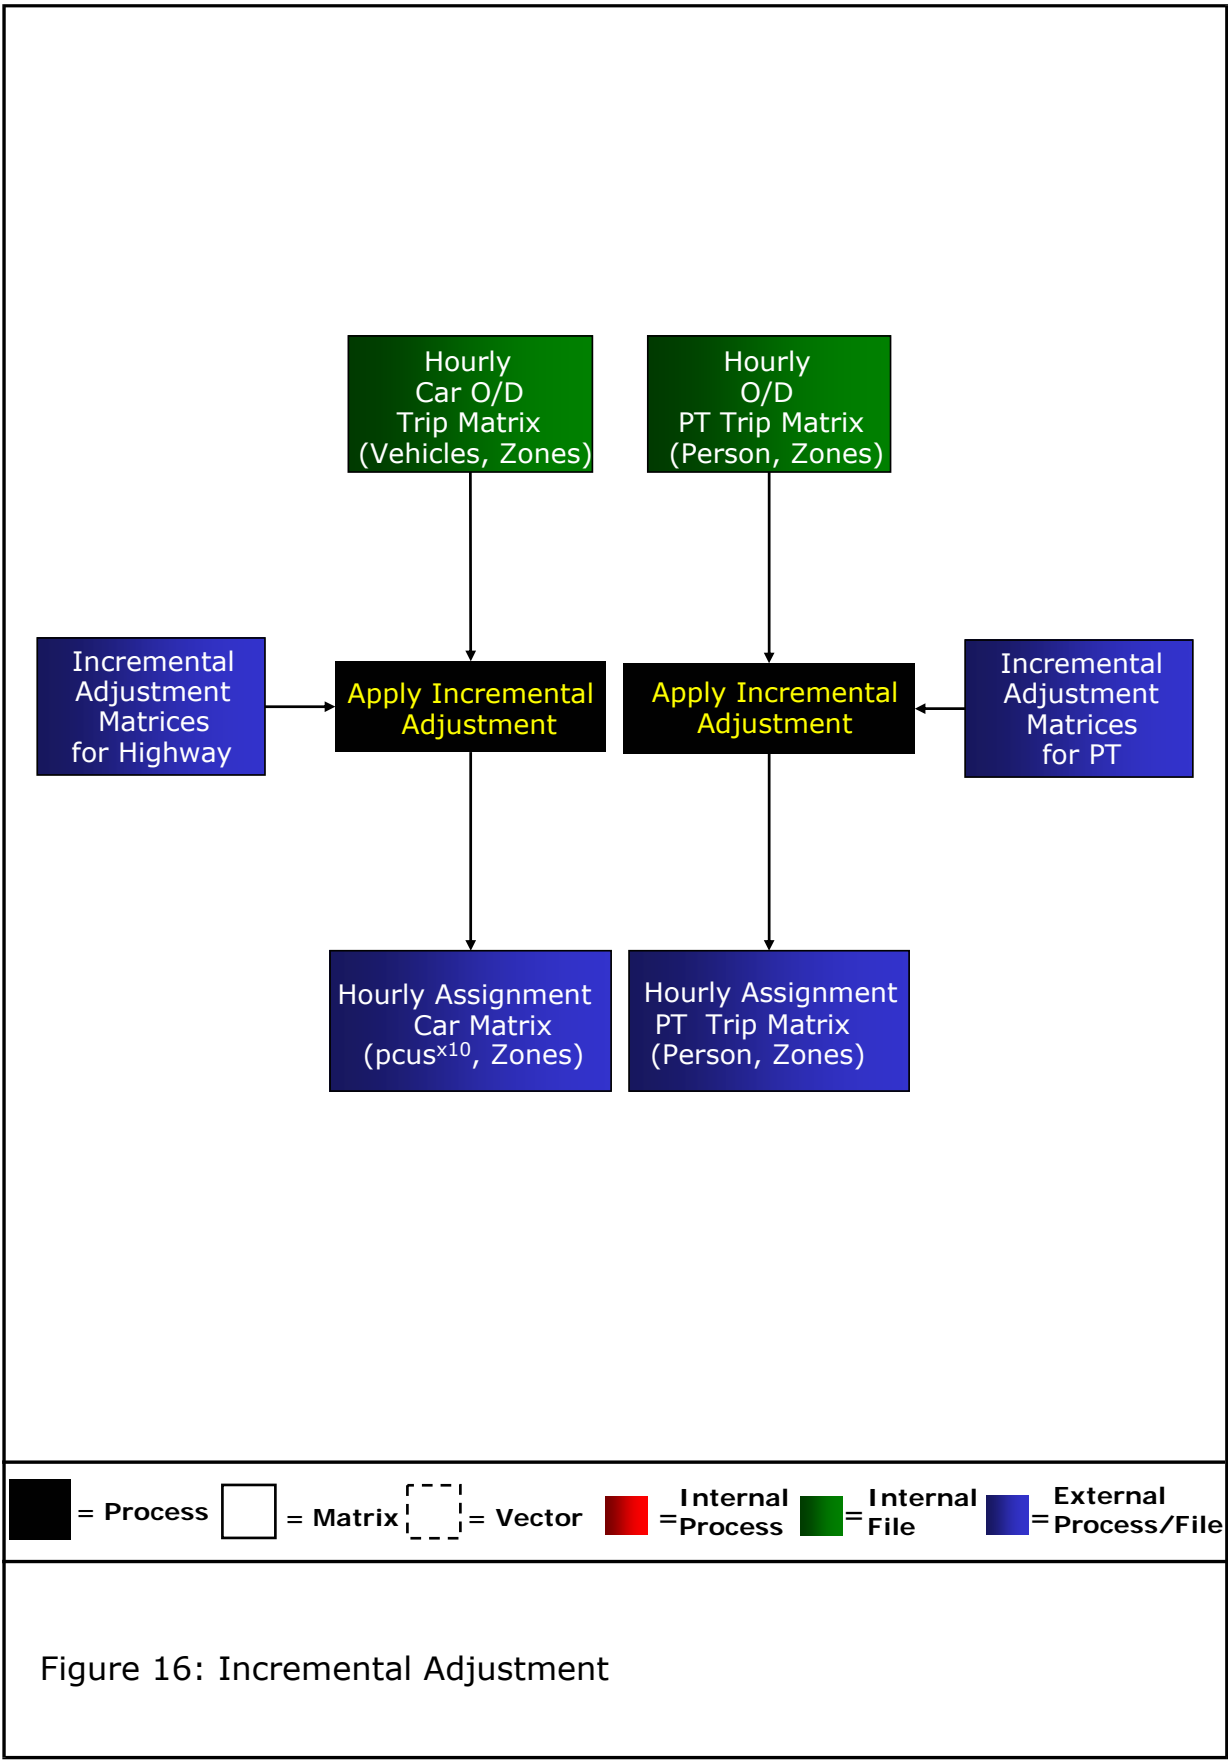 Hourly
Car O/D
Trip Matrix
(Vehicles, Zones)
Hourly
O/D
PT Trip Matrix
(Person, Zones)
Incremental
Adjustment
Matrices
for Highway
Apply Incremental
Adjustment
Apply Incremental
Adjustment
Incremental
Adjustment
Matrices
for PT
Hourly Assignment
Car Matrix
(pcusˣ¹⁰, Zones)
Hourly Assignment
PT Trip Matrix
(Person, Zones)
= Process
= Matrix
= Vector
= Internal
Process
= Internal
File
= External
Process/File
Figure 16: Incremental Adjustment